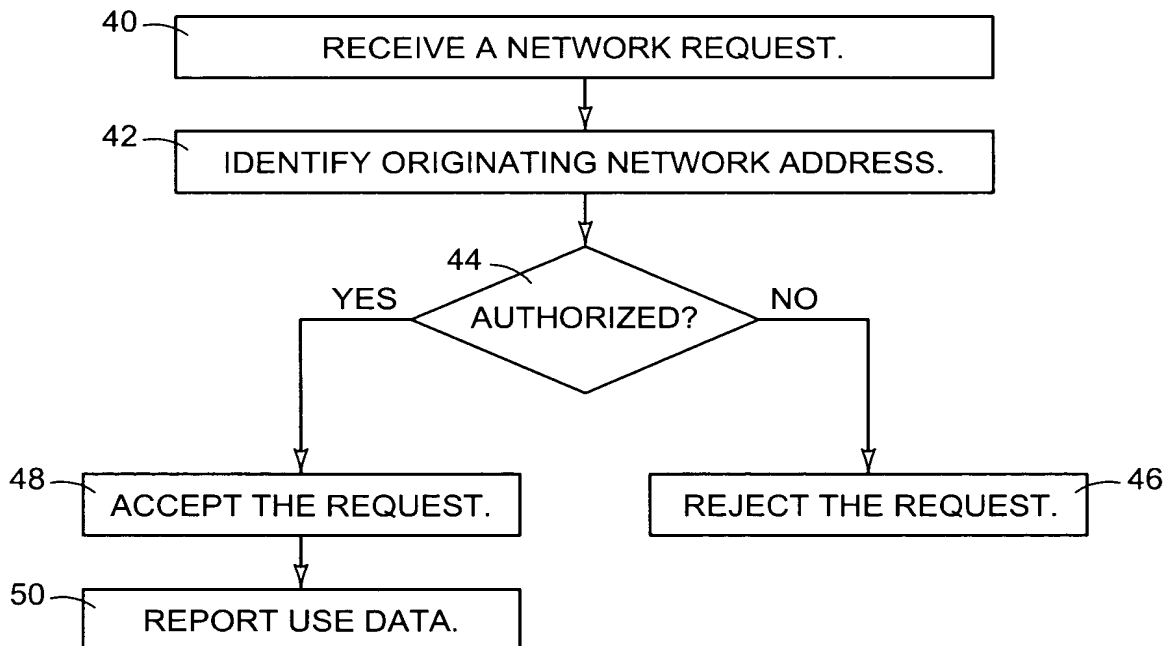 40
RECEIVE A NETWORK REQUEST.
42
IDENTIFY ORIGINATING NETWORK ADDRESS.
44
YES
AUTHORIZED?
NO
48
ACCEPT THE REQUEST.
REJECT THE REQUEST.
46
50
REPORT USE DATA.